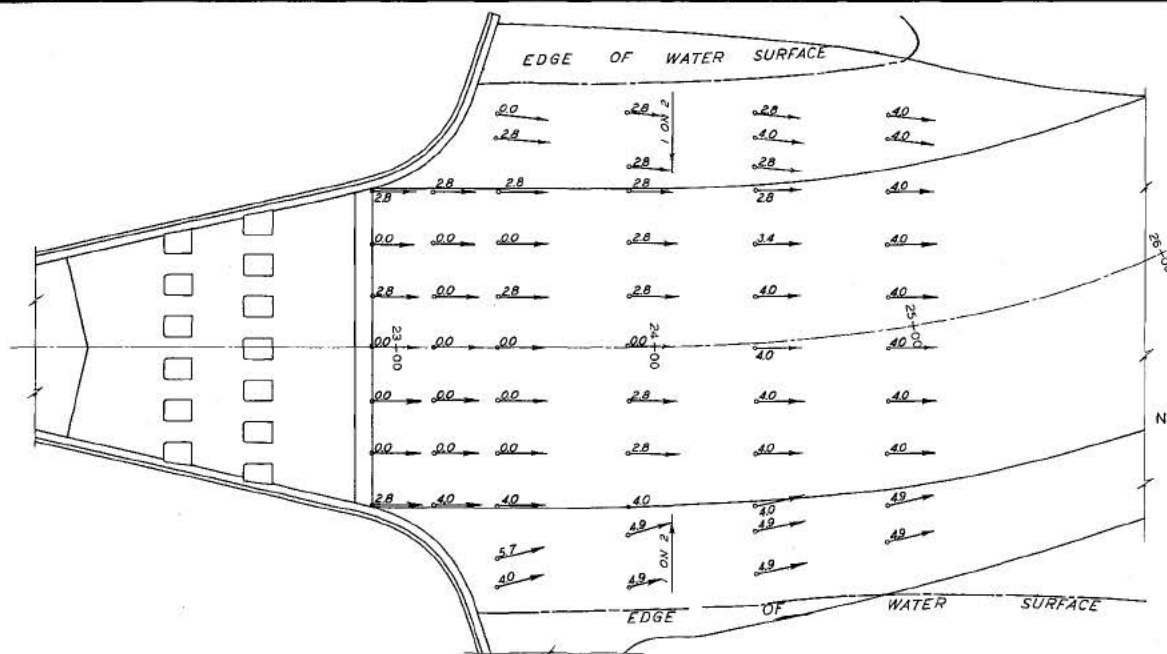 EDGE OF WATER SURFACE
0.0 2.8 2.8 4.0
1 ON 2
2.8 4.0 4.0
2.8 2.8
2.8 2.8 2.8 2.8 2.8 4.0
0.0 0.0 0.0 2.8 3.4 4.0
26+00
2.8 0.0 2.8 2.8 4.0 4.0
23+00 24+00 25+00
0.0 0.0 0.0 0.0 4.0 4.0
0.0 0.0 0.0 2.8 4.0 4.0
N
0.0 0.0 0.0 2.8 4.0 4.0
2.8 4.0 4.0 4.0 4.0 4.9
4.9 4.9 4.9
1 ON 2
5.7
4.0 4.9 4.9
EDGE OF WATER SURFACE